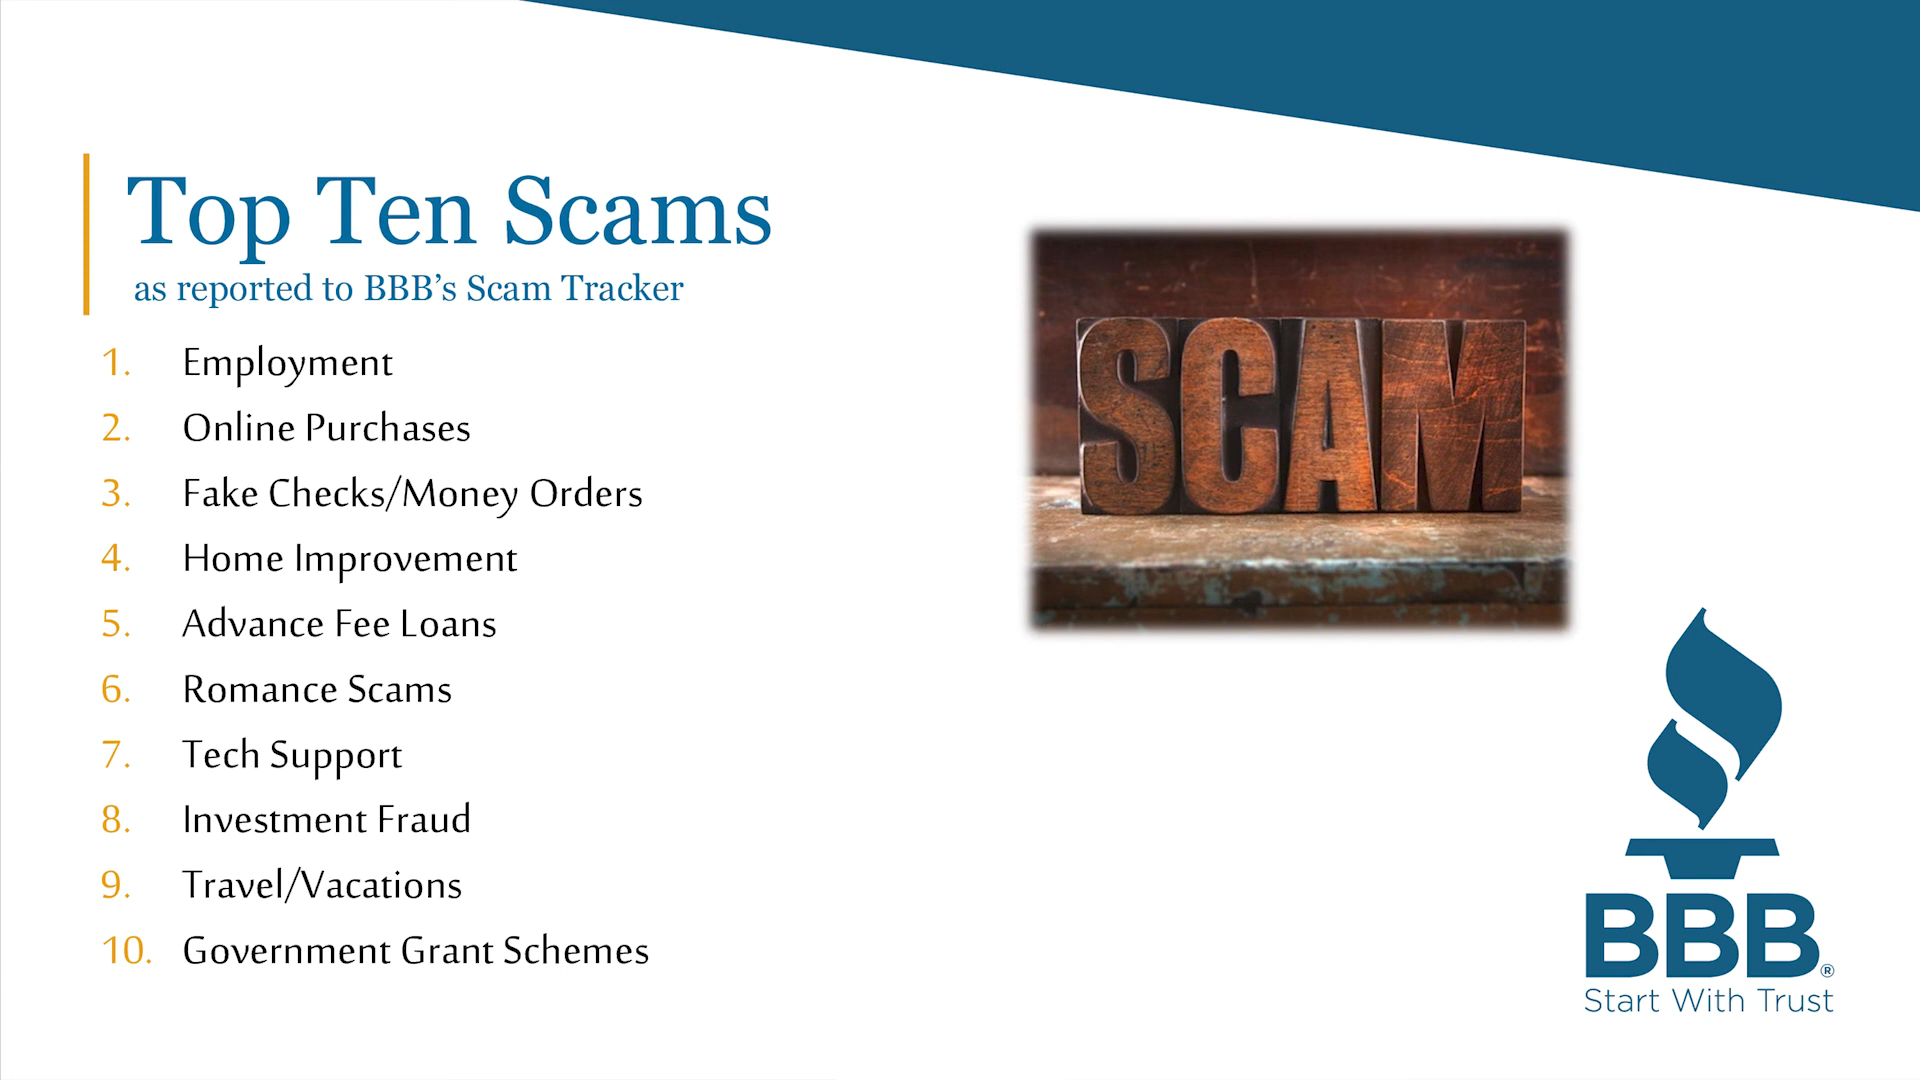 Top Ten Scams
as reported to BBB’s Scam Tracker
1. Employment
2. Online Purchases
3. Fake Checks/Money Orders
4. Home Improvement
5. Advance Fee Loans
6. Romance Scams
7. Tech Support
8. Investment Fraud
9. Travel/Vacations
10. Government Grant Schemes
SCAM
BBB®
Start With Trust